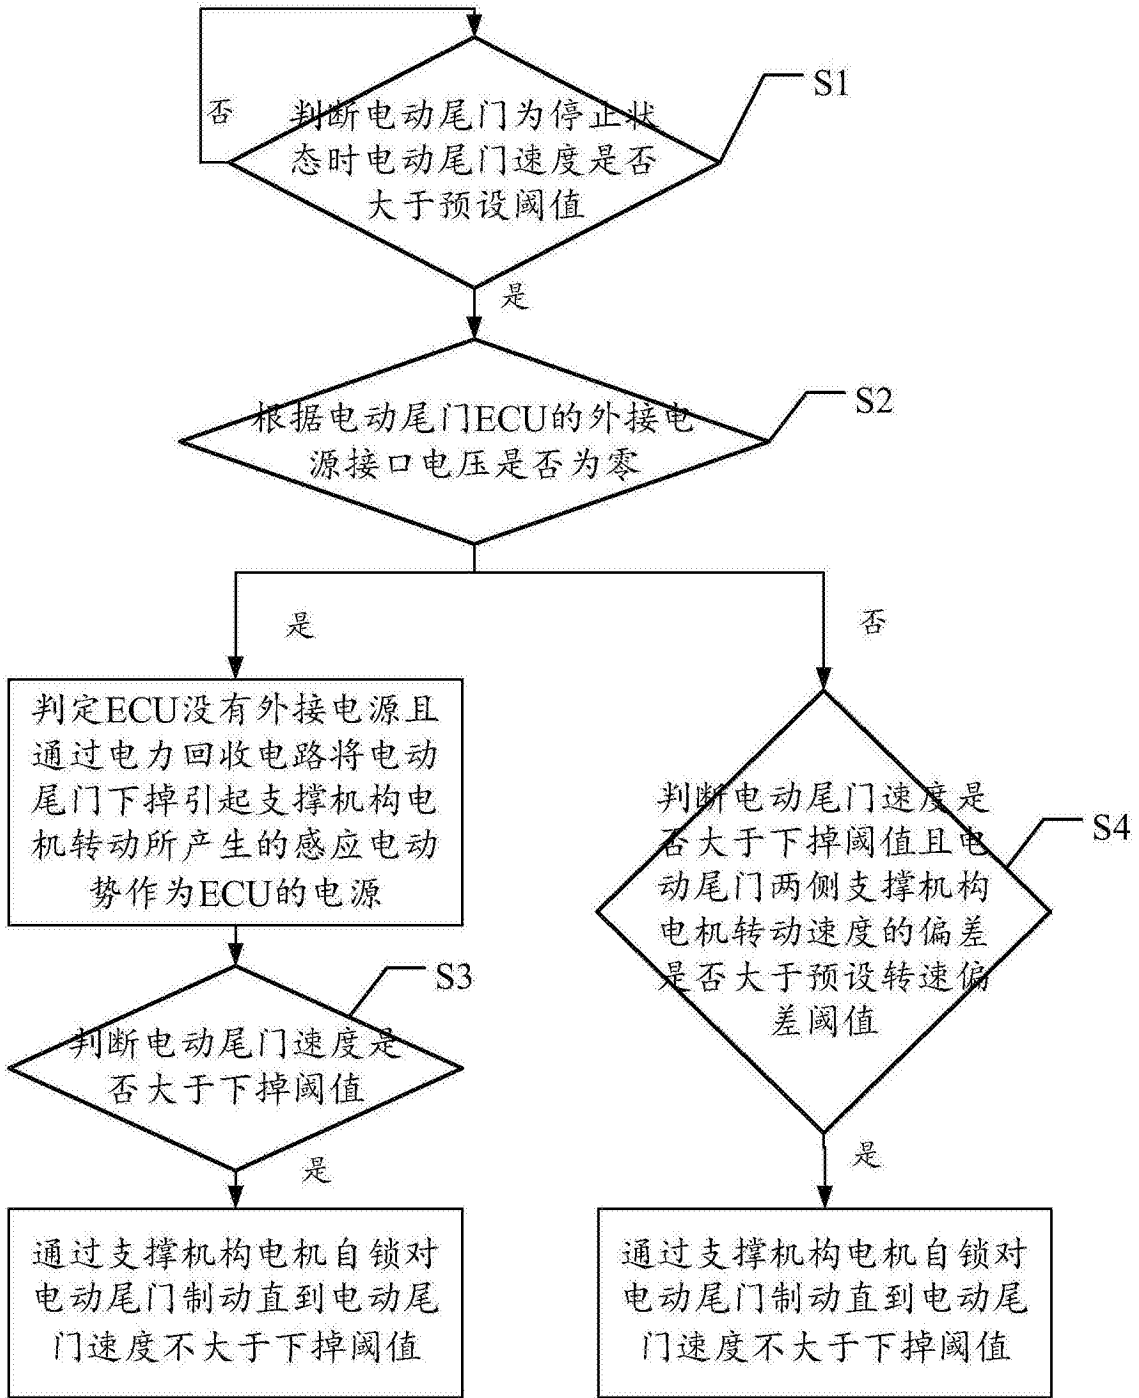 S1
否
判断电动尾门为停止状
态时电动尾门速度是否
大于预设阈值
是
S2
根据电动尾门ECU的外接电
源接口电压是否为零
是
否
判定ECU没有外接电源且
通过电力回收电路将电动
尾门下掉引起支撑机构电
机转动所产生的感应电动
势作为ECU的电源
S4
判断电动尾门速度是
否大于下掉阈值且电
动尾门两侧支撑机构
电机转动速度的偏差
是否大于预设转速偏
差阈值
S3
判断电动尾门速度是
否大于下掉阈值
是
是
通过支撑机构电机自锁对
电动尾门制动直到电动尾
门速度不大于下掉阈值
通过支撑机构电机自锁对
电动尾门制动直到电动尾
门速度不大于下掉阈值